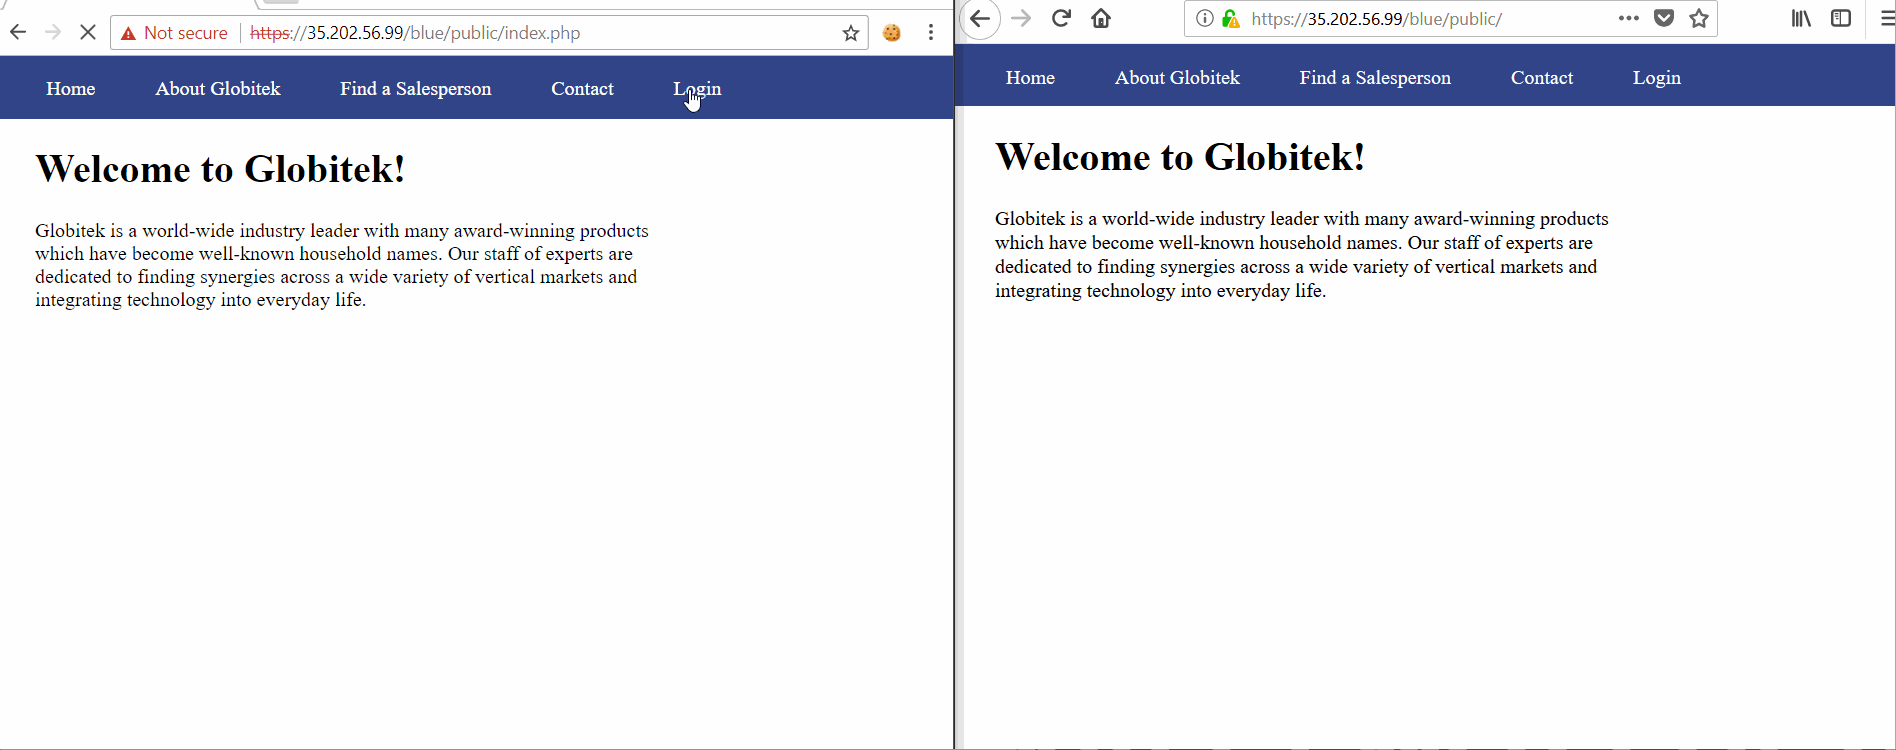 Not secure https://35.202.56.99/blue/public/index.php
Home About Globitek Find a Salesperson Contact Login
Welcome to Globitek!
Globitek is a world-wide industry leader with many award-winning products
which have become well-known household names. Our staff of experts are
dedicated to finding synergies across a wide variety of vertical markets and
integrating technology into everyday life.
https://35.202.56.99/blue/public/
Home About Globitek Find a Salesperson Contact Login
Welcome to Globitek!
Globitek is a world-wide industry leader with many award-winning products
which have become well-known household names. Our staff of experts are
dedicated to finding synergies across a wide variety of vertical markets and
integrating technology into everyday life.